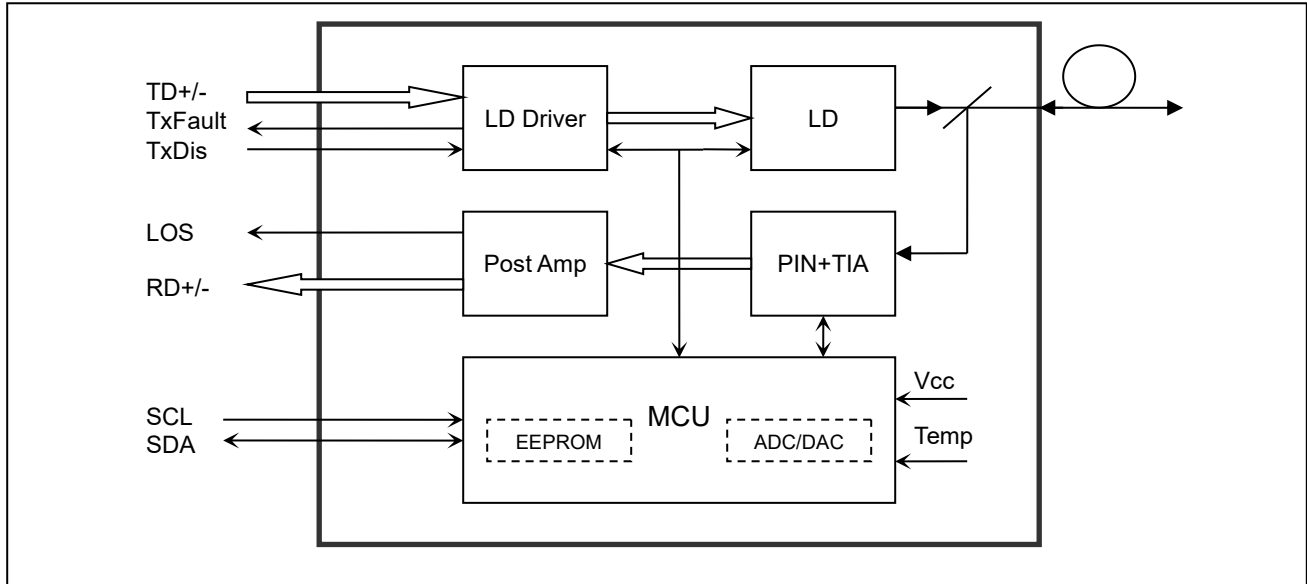 TD+/-
TxFault
TxDis
LD Driver
LD
LOS
RD+/-
Post Amp
PIN+TIA
SCL
SDA
MCU
EEPROM
ADC/DAC
Vcc
Temp